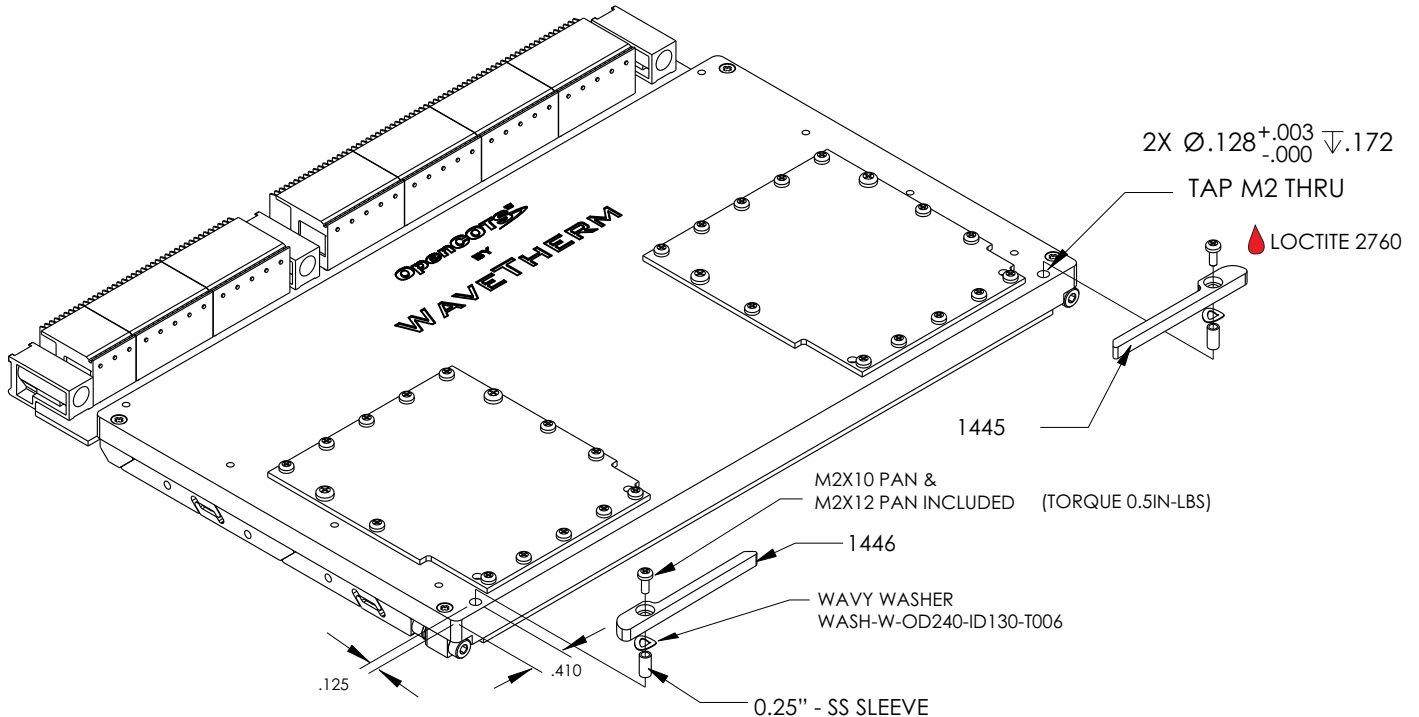 2X Ø.128 +.003 -.000 ↧.172
TAP M2 THRU
LOCTITE 2760
OpenCOTS™
BY
WAVETHERM
1445
M2X10 PAN &
M2X12 PAN INCLUDED (TORQUE 0.5IN-LBS)
1446
WAVY WASHER
WASH-W-OD240-ID130-T006
.410
.125
0.25” - SS SLEEVE